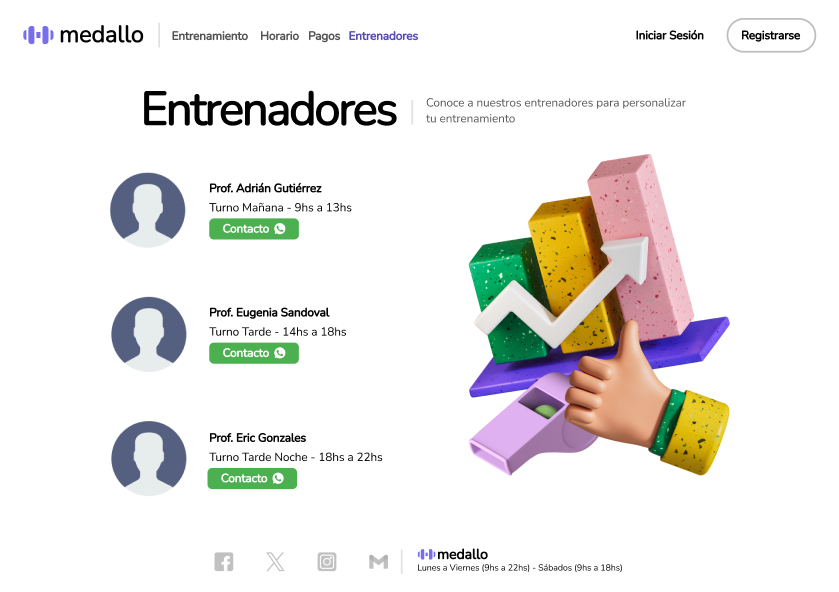 medallo
Entrenamiento Horario Pagos Entrenadores
Iniciar Sesión
Registrarse
Entrenadores
Conoce a nuestros entrenadores para personalizar
tu entrenamiento
Prof. Adrián Gutiérrez
Turno Mañana - 9hs a 13hs
Contacto
Prof. Eugenia Sandoval
Turno Tarde - 14hs a 18hs
Contacto
Prof. Eric Gonzales
Turno Tarde Noche - 18hs a 22hs
Contacto
medallo
Lunes a Viernes (9hs a 22hs) - Sábados (9hs a 18hs)